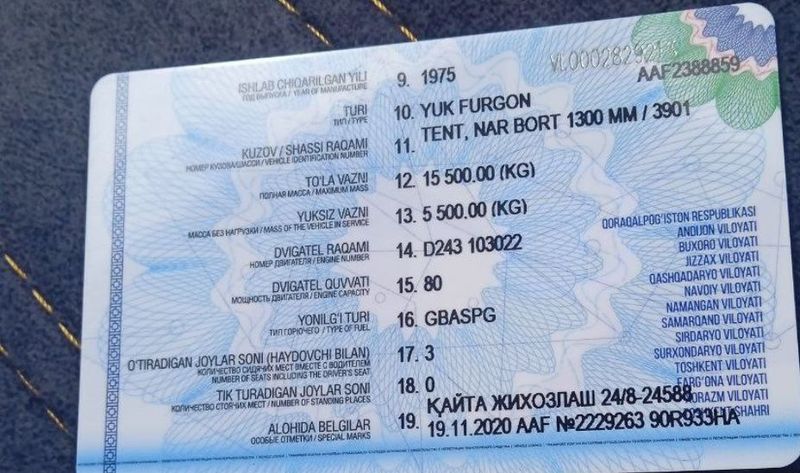 VL00028292
AAF2388859
ISHLAB CHIQARILGAN YILI 9. 1975
ГОД ВЫПУСКА / YEAR OF MANUFACTURE
TURI 10. YUK FURGON
ТИП / TYPE
TENT, NAR BORT 1300 MM / 3901
KUZOV / SHASSI RAQAMI 11.
НОМЕР КУЗОВА/ШАССИ / VEHICLE IDENTIFICATION NUMBER
TO'LA VAZNI 12. 15 500.00 (KG)
ПОЛНАЯ МАССА / MAXIMUM MASS
YUKSIZ VAZNI 13. 5 500.00 (KG)
МАССА БЕЗ НАГРУЗКИ / MASS OF THE VEHICLE IN SERVICE
DVIGATEL RAQAMI 14. D243 103022
НОМЕР ДВИГАТЕЛЯ / ENGINE NUMBER
DVIGATEL QUVVATI 15. 80
МОЩНОСТЬ ДВИГАТЕЛЯ / ENGINE CAPACITY
YONILG'I TURI 16. GBASPG
ТИП ГОРЮЧЕГО / TYPE OF FUEL
O'TIRADIGAN JOYLAR SONI (HAYDOVCHI BILAN) 17. 3
КОЛИЧЕСТВО СИДЯЧИХ МЕСТ ВМЕСТЕ С ВОДИТЕЛЕМ
NUMBER OF SEATS INCLUDING THE DRIVER'S SEAT
TIK TURADIGAN JOYLAR SONI 18. 0
КОЛИЧЕСТВО СТОЯЧИХ МЕСТ / NUMBER OF STANDING PLACES
ALOHIDA BELGILAR 19. ҚАЙТА ЖИХОЗЛАШ 24/8-24588
ОСОБЫЕ ОТМЕТКИ / SPECIAL MARKS
19.11.2020 AAF №2229263 90R933HA
QORAQALPOG'ISTON RESPUBLIKASI
ANDIJON VILOYATI
BUXORO VILOYATI
JIZZAX VILOYATI
QASHQADARYO VILOYATI
NAVOIY VILOYATI
NAMANGAN VILOYATI
SAMARQAND VILOYATI
SIRDARYO VILOYATI
SURXONDARYO VILOYATI
TOSHKENT VILOYATI
FARG'ONA VILOYATI
XORAZM VILOYATI
SHAHRI